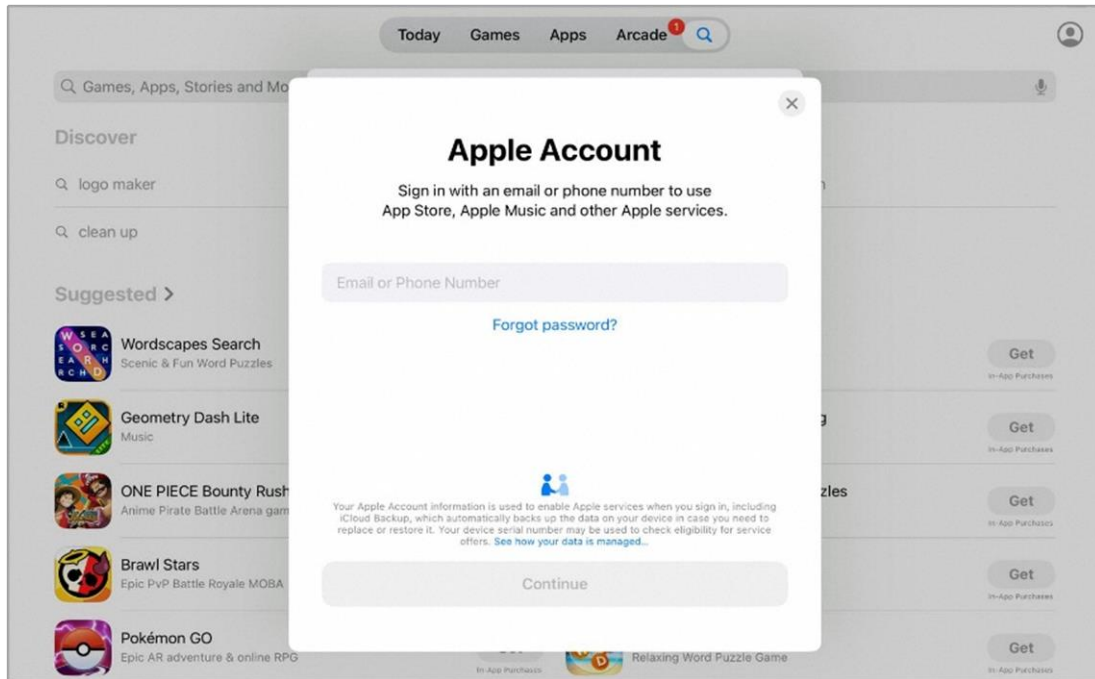 Today Games Apps Arcade 1
Games, Apps, Stories and Mo
Discover
logo maker
clean up
Suggested
Wordscapes Search
Scenic & Fun Word Puzzles
Geometry Dash Lite
Music
ONE PIECE Bounty Rush
Anime Pirate Battle Arena gam
Brawl Stars
Epic PvP Battle Royale MOBA
Pokémon GO
Epic AR adventure & online RPG
In-App Purchases
Apple Account
Sign in with an email or phone number to use
App Store, Apple Music and other Apple services.
Email or Phone Number
Forgot password?
Your Apple Account information is used to enable Apple services when you sign in, including
iCloud Backup, which automatically backs up the data on your device in case you need to
replace or restore it. Your device serial number may be used to check eligibility for service
offers. See how your data is managed...
Continue
Get
In-App Purchases
g
Get
In-App Purchases
zles
Get
In-App Purchases
Get
In-App Purchases
Relaxing Word Puzzle Game
Get
In-App Purchases